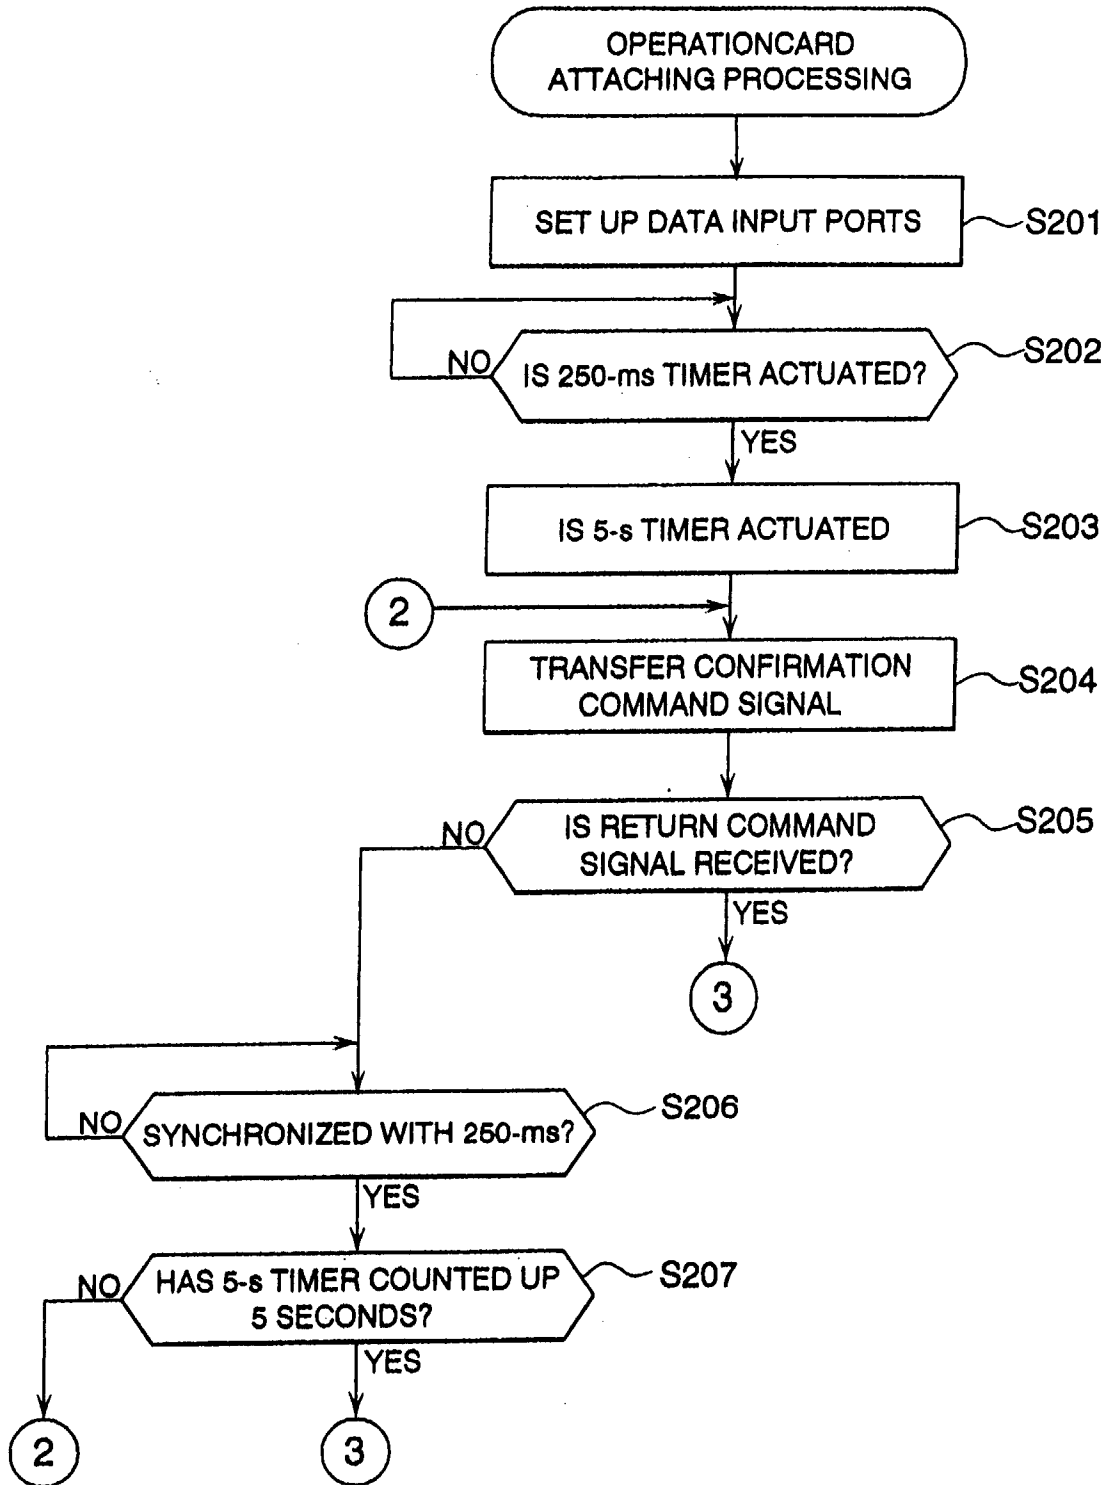 OPERATIONCARD
ATTACHING PROCESSING
SET UP DATA INPUT PORTS
S201
NO
IS 250-ms TIMER ACTUATED?
S202
YES
IS 5-s TIMER ACTUATED
S203
2
TRANSFER CONFIRMATION
COMMAND SIGNAL
S204
NO
IS RETURN COMMAND
SIGNAL RECEIVED?
S205
YES
3
NO
SYNCHRONIZED WITH 250-ms?
S206
YES
NO
HAS 5-s TIMER COUNTED UP
5 SECONDS?
S207
YES
2
3